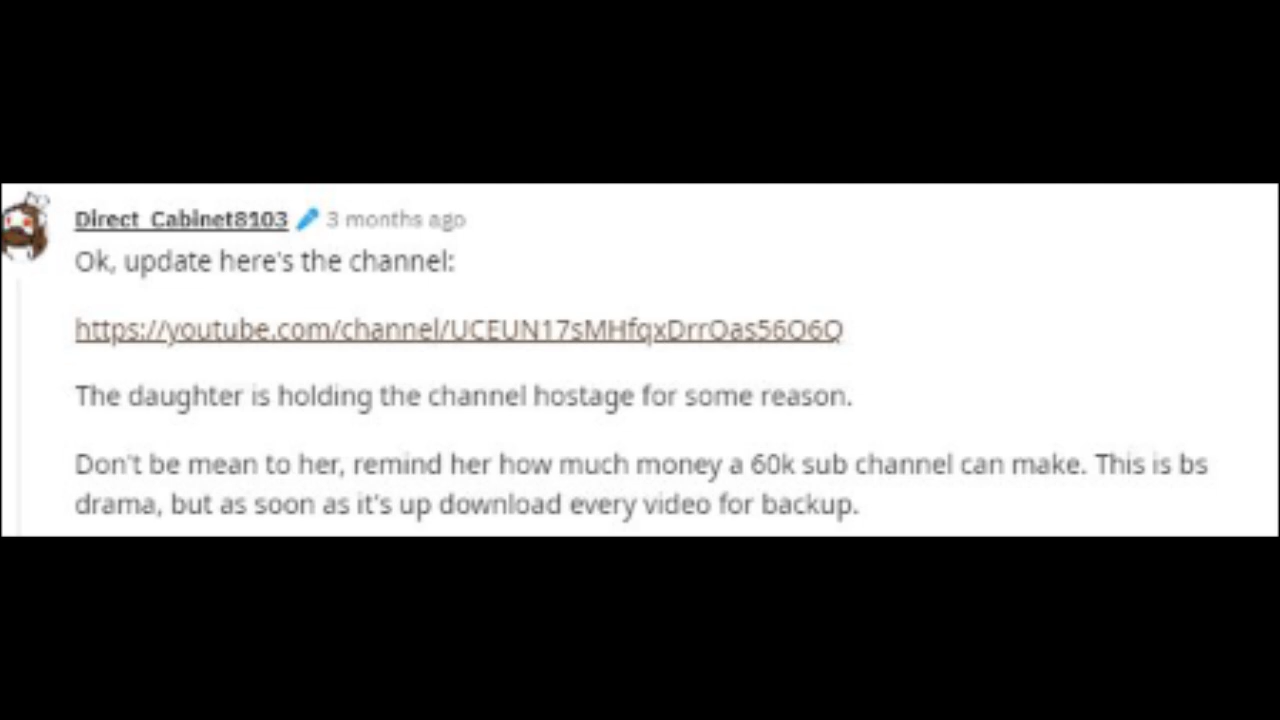 Direct_Cabinet8103 3 months ago
Ok, update here's the channel:
https://youtube.com/channel/UCEUN17sMHfqxDrrOas56O6Q
The daughter is holding the channel hostage for some reason.
Don't be mean to her, remind her how much money a 60k sub channel can make. This is bs
drama, but as soon as it's up download every video for backup.